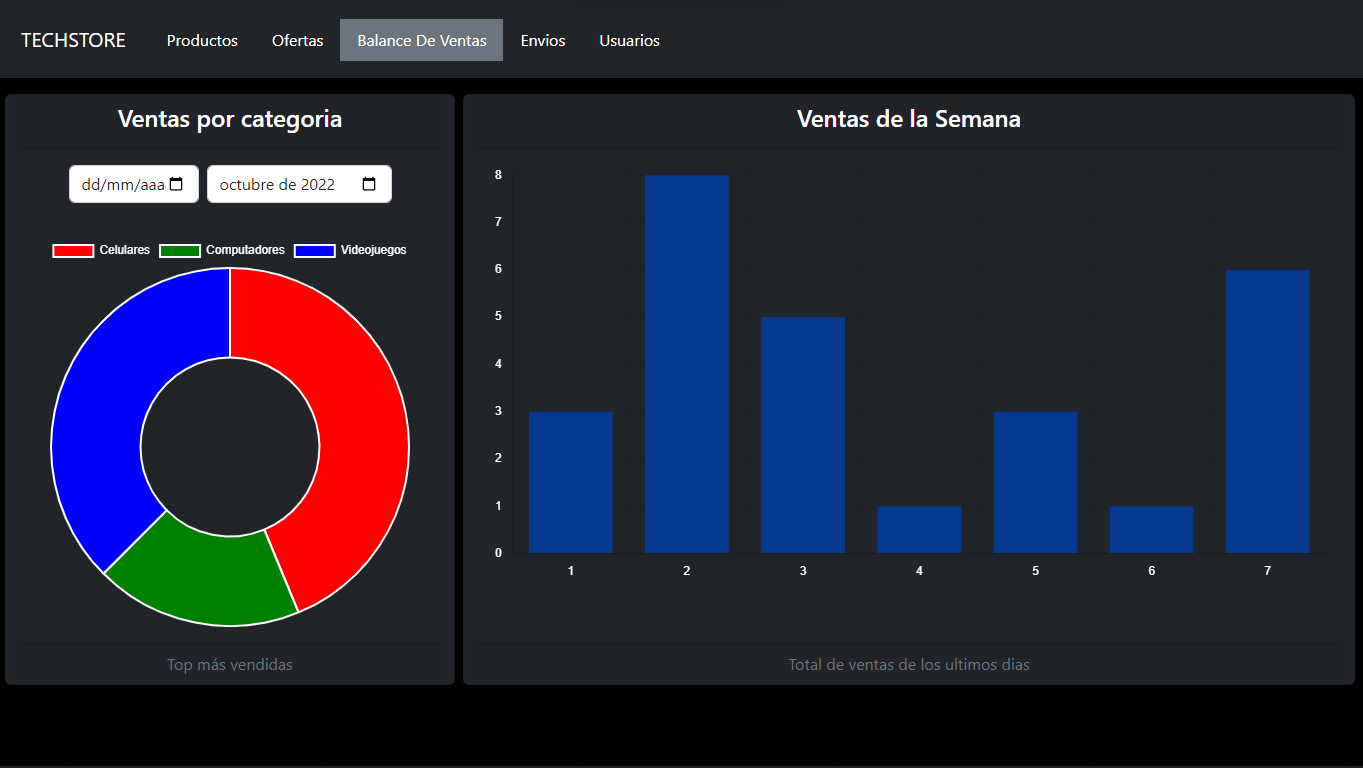 TECHSTORE Productos Ofertas Balance De Ventas Envios Usuarios
Ventas por categoria
dd/mm/aaa octubre de 2022
Celulares Computadores Videojuegos
Top más vendidas
Ventas de la Semana
8
7
6
5
4
3
2
1
0
1 2 3 4 5 6 7
Total de ventas de los ultimos dias